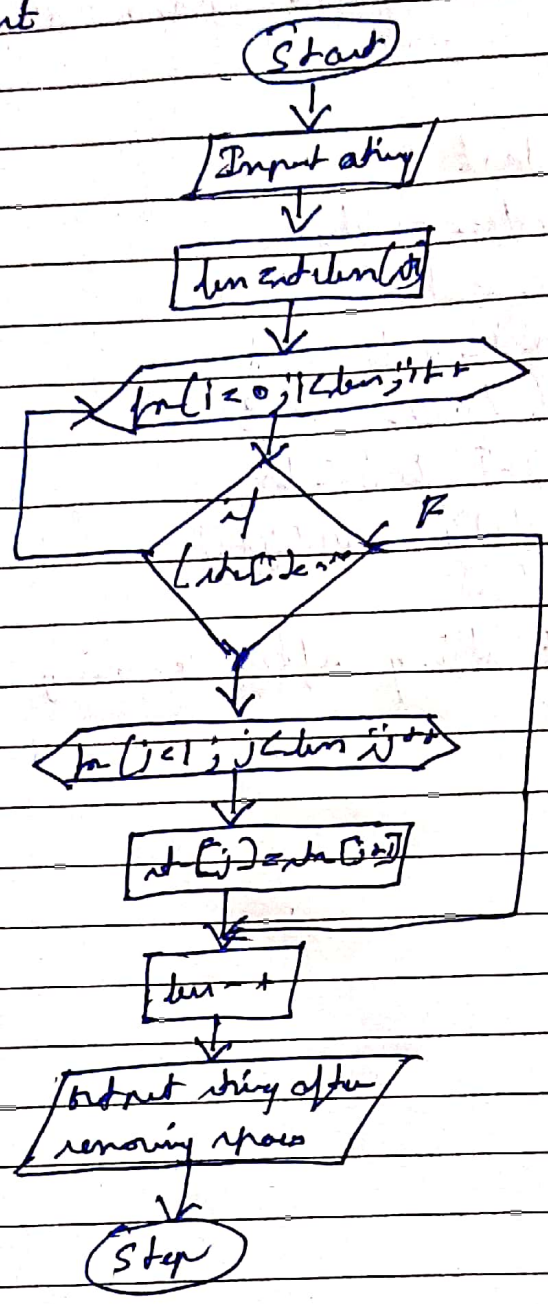 Start
Input string
len = strlen(str)
for(i=0;i<len;i++
if
F
for(j<i; j<len;j++
str[j]=str[j+1]
len-+
Output string after
removing spaces
Stop